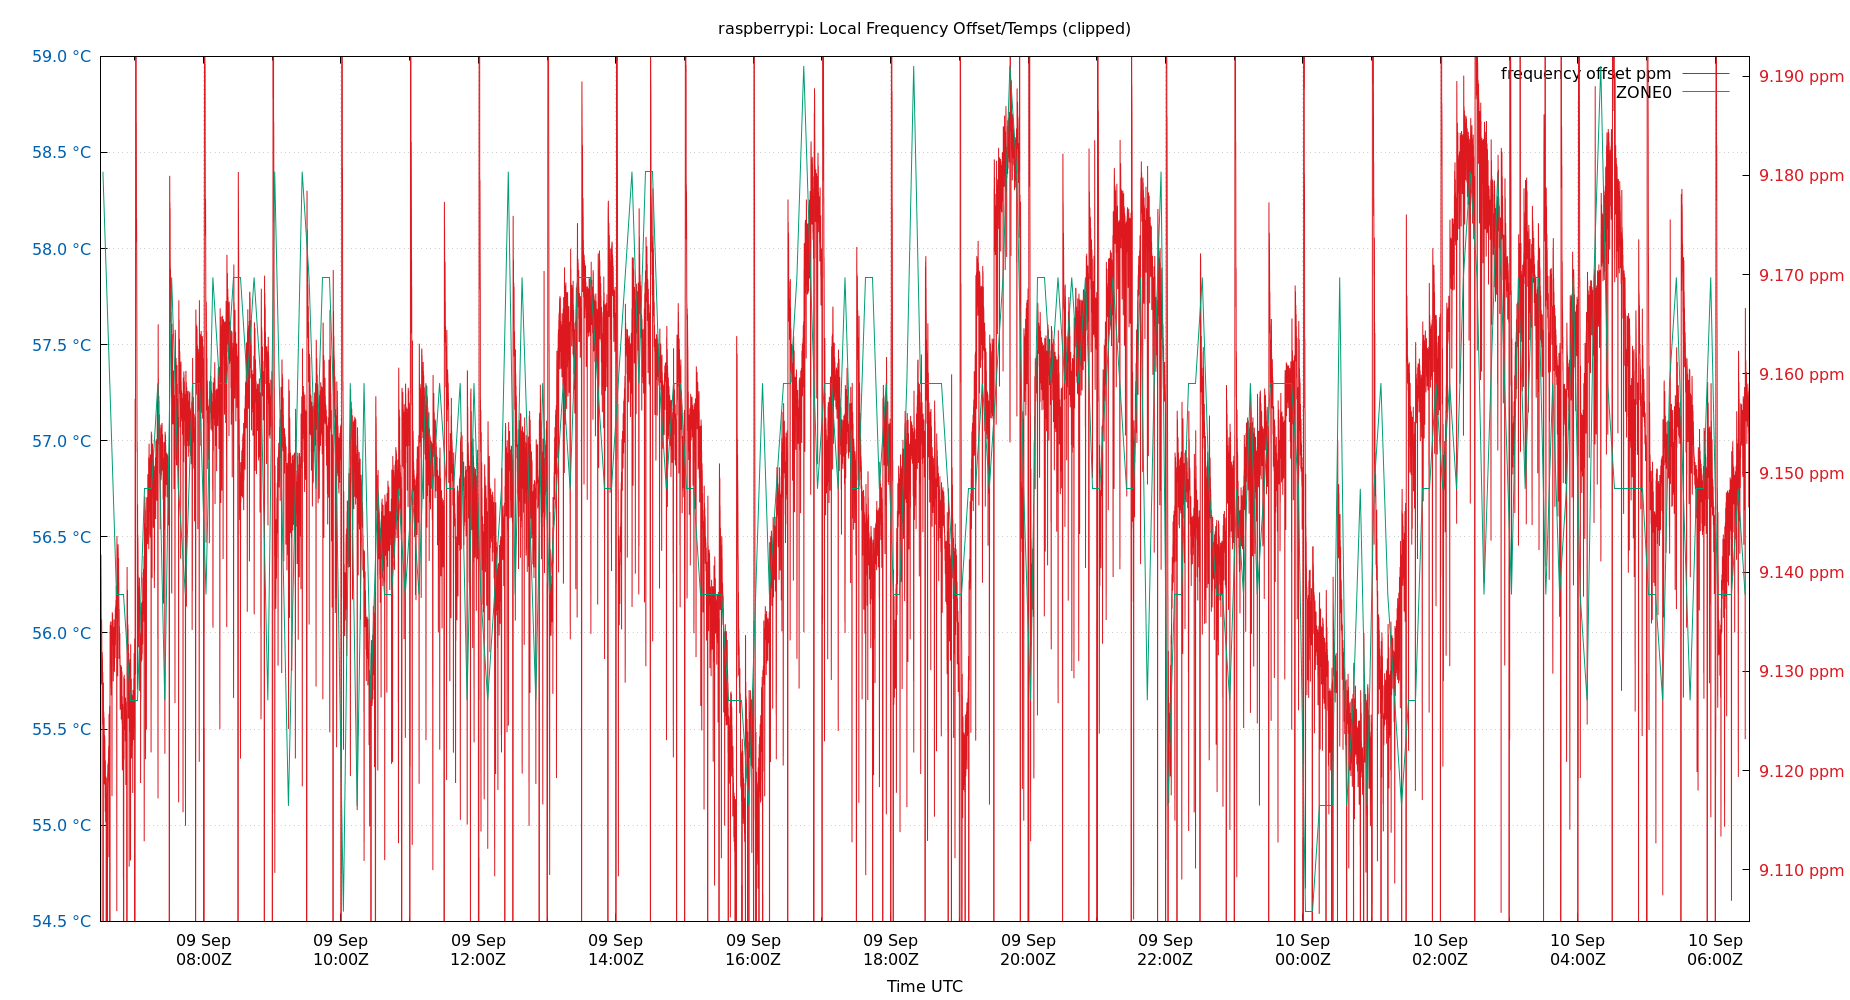 raspberrypi: Local Frequency Offset/Temps (clipped)
59.0 °C
58.5 °C
58.0 °C
57.5 °C
57.0 °C
56.5 °C
56.0 °C
55.5 °C
55.0 °C
54.5 °C
frequency offset ppm
ZONE0
9.190 ppm
9.180 ppm
9.170 ppm
9.160 ppm
9.150 ppm
9.140 ppm
9.130 ppm
9.120 ppm
9.110 ppm
09 Sep 09 Sep 09 Sep 09 Sep 09 Sep 09 Sep 09 Sep 09 Sep 10 Sep 10 Sep 10 Sep 10 Sep
08:00Z 10:00Z 12:00Z 14:00Z 16:00Z 18:00Z 20:00Z 22:00Z 00:00Z 02:00Z 04:00Z 06:00Z
Time UTC